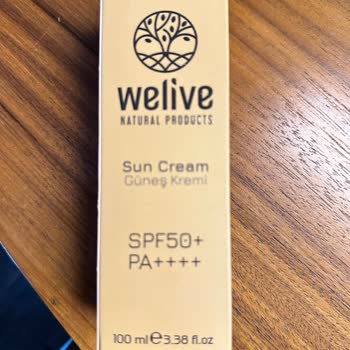 welive
NATURAL PRODUCTS
Sun Cream
Güneş Kremi
SPF50+
PA++++
100 ml e 3.38 fl.oz